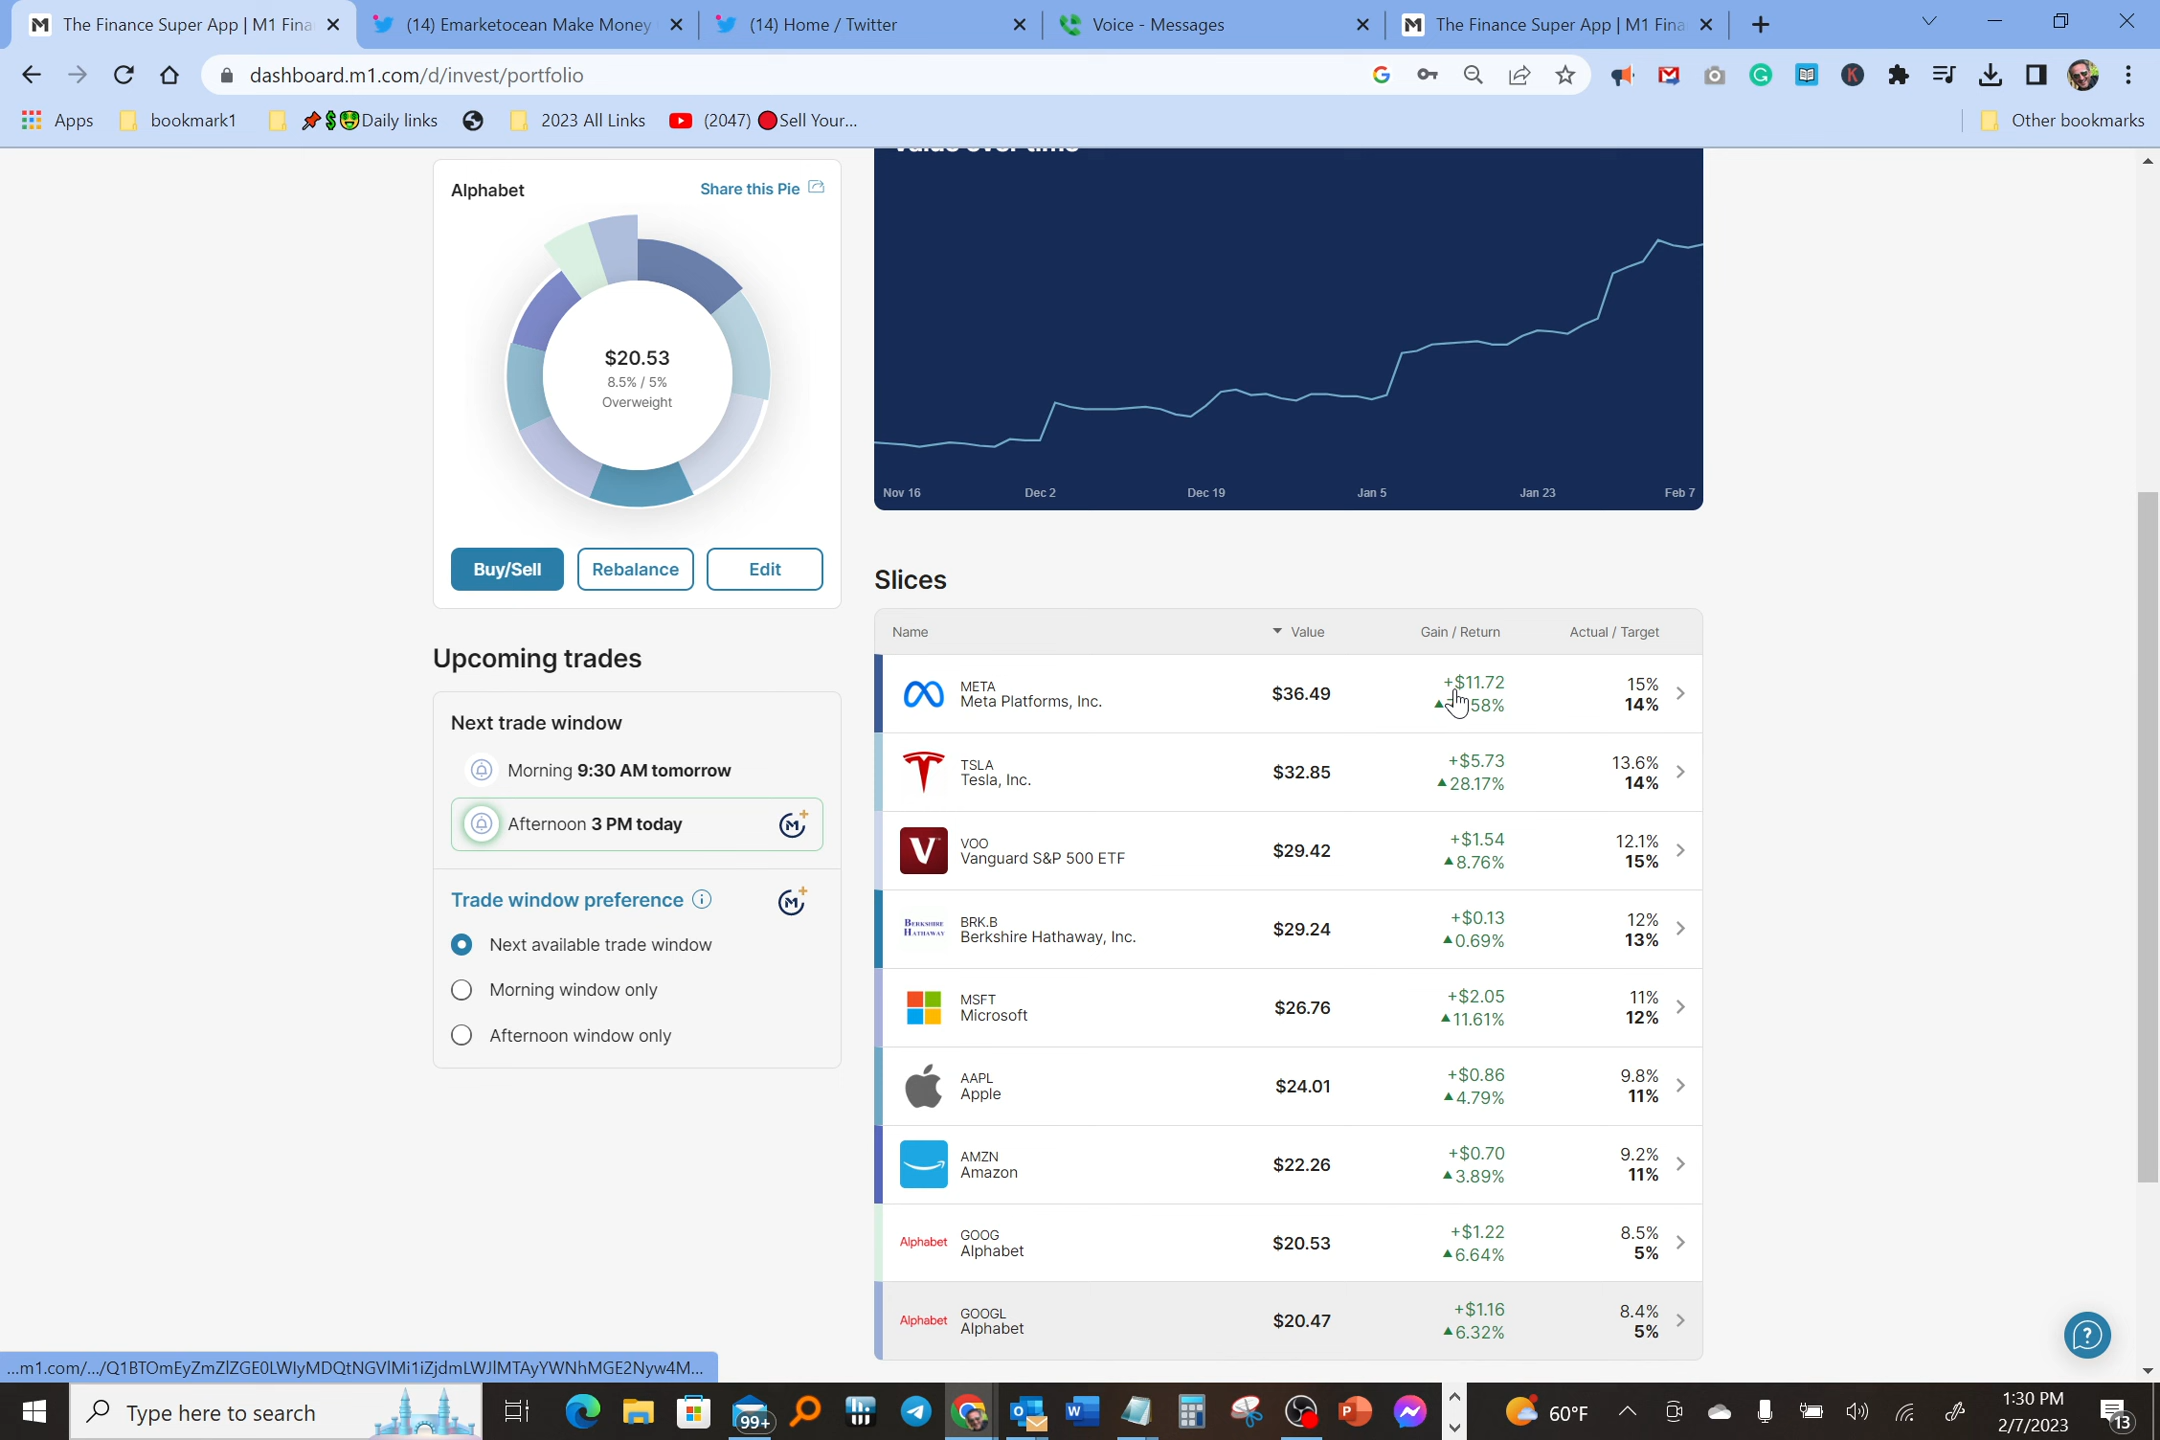 The Finance Super App | M1 Fina
(14) Emarketocean Make Money
(14) Home / Twitter
Voice - Messages
The Finance Super App | M1 Fina
dashboard.m1.com/d/invest/portfolio
Apps
bookmark1
Daily links
2023 All Links
(2047) Sell Your...
Other bookmarks
Alphabet
Share this Pie
$20.53
8.5% / 5%
Overweight
Buy/Sell
Rebalance
Edit
Upcoming trades
Next trade window
Morning 9:30 AM tomorrow
Afternoon 3 PM today
Trade window preference
Next available trade window
Morning window only
Afternoon window only
Value over time
Nov 16 Dec 2 Dec 19 Jan 5 Jan 23 Feb 7
Slices
Name Value Gain / Return Actual / Target
META
Meta Platforms, Inc.
$36.49
+$11.72
58%
15%
14%
TSLA
Tesla, Inc.
$32.85
+$5.73
28.17%
13.6%
14%
V
VOO
Vanguard S&P 500 ETF
$29.42
+$1.54
8.76%
12.1%
15%
BERKSHIRE
HATHAWAY
BRK.B
Berkshire Hathaway, Inc.
$29.24
+$0.13
0.69%
12%
13%
MSFT
Microsoft
$26.76
+$2.05
11.61%
11%
12%
AAPL
Apple
$24.01
+$0.86
4.79%
9.8%
11%
AMZN
Amazon
$22.26
+$0.70
3.89%
9.2%
11%
Alphabet
GOOG
Alphabet
$20.53
+$1.22
6.64%
8.5%
5%
Alphabet
GOOGL
Alphabet
$20.47
+$1.16
6.32%
8.4%
5%
Type here to search
99+
60°F
1:30 PM
2/7/2023
13